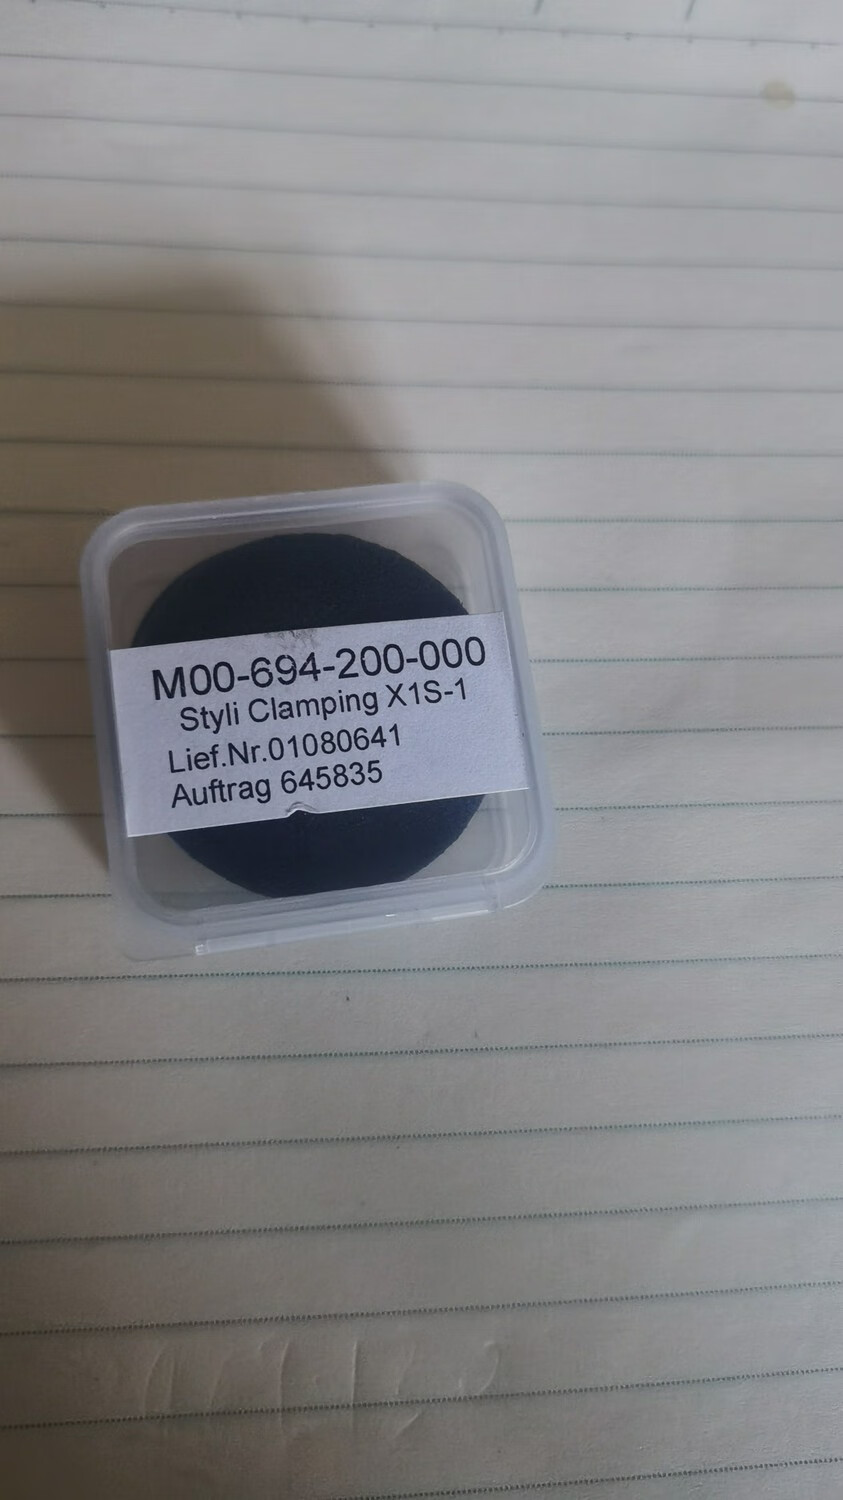 M00-694-200-000
Styli Clamping X1S-1
Lief.Nr.01080641
Auftrag 645835